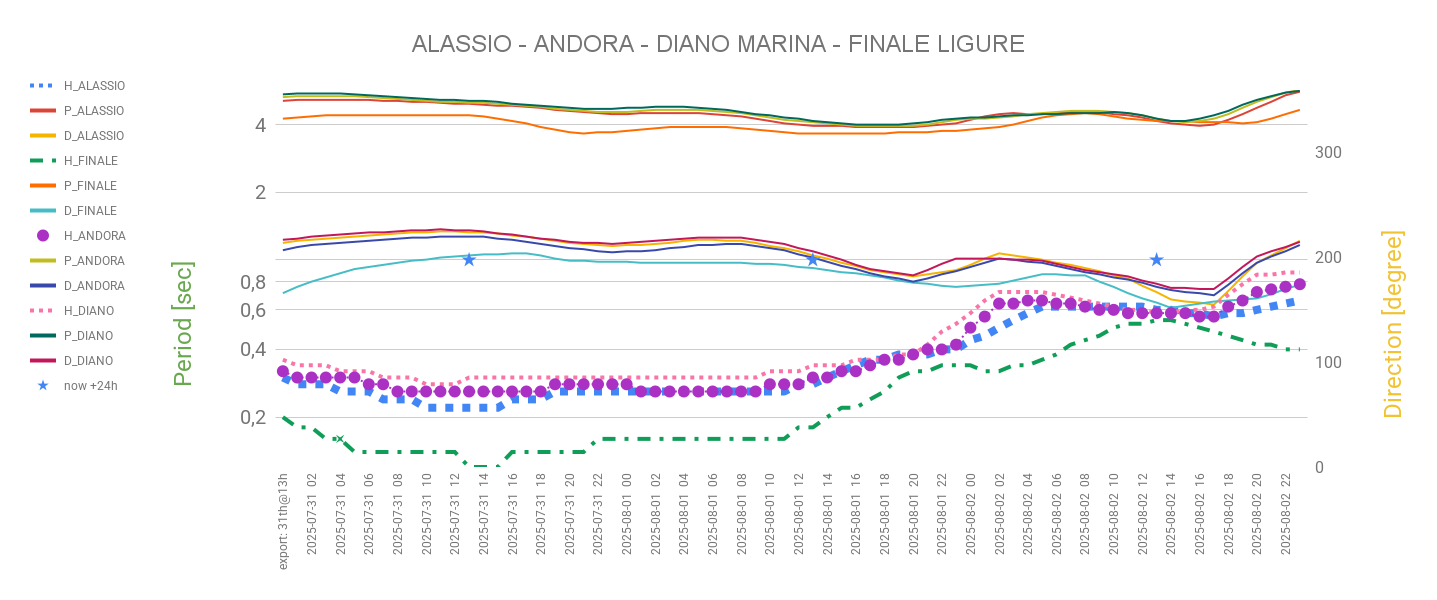 ALASSIO - ANDORA - DIANO MARINA - FINALE LIGURE
H_ALASSIO
P_ALASSIO
D_ALASSIO
H_FINALE
P_FINALE
D_FINALE
H_ANDORA
P_ANDORA
D_ANDORA
H_DIANO
P_DIANO
D_DIANO
now +24h
Period [sec]
4
2
0,8
0,6
0,4
0,2
300
200
100
0
Direction [degree]
export: 31th@13h
2025-07-31 02
2025-07-31 04
2025-07-31 06
2025-07-31 08
2025-07-31 10
2025-07-31 12
2025-07-31 14
2025-07-31 16
2025-07-31 18
2025-07-31 20
2025-07-31 22
2025-08-01 00
2025-08-01 02
2025-08-01 04
2025-08-01 06
2025-08-01 08
2025-08-01 10
2025-08-01 12
2025-08-01 14
2025-08-01 16
2025-08-01 18
2025-08-01 20
2025-08-01 22
2025-08-02 00
2025-08-02 02
2025-08-02 04
2025-08-02 06
2025-08-02 08
2025-08-02 10
2025-08-02 12
2025-08-02 14
2025-08-02 16
2025-08-02 18
2025-08-02 20
2025-08-02 22